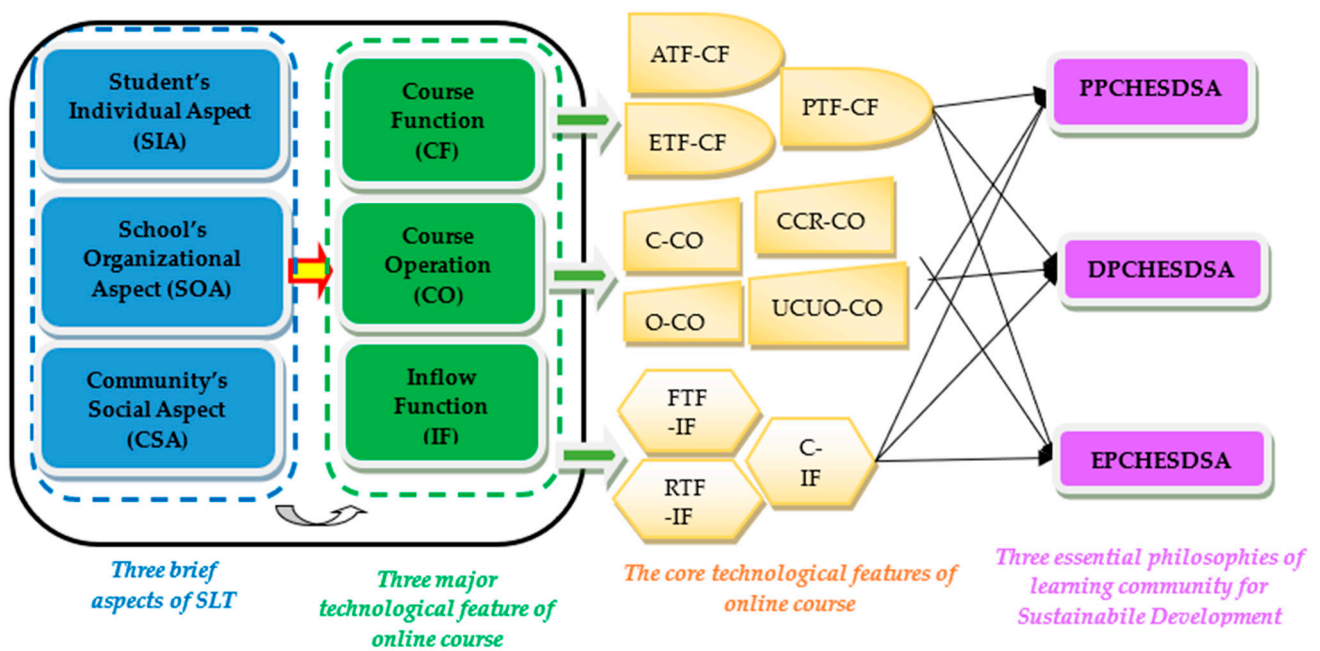 Student's
Individual Aspect
(SIA)
School's
Organizational
Aspect (SOA)
Community's
Social Aspect
(CSA)
Three brief
aspects of SLT
Course
Function
(CF)
Course
Operation
(CO)
Inflow
Function
(IF)
Three major
technological feature of
online course
ATF-CF
PTF-CF
ETF-CF
C-CO
CCR-CO
O-CO
UCUO-CO
FTF
-IF
C-
IF
RTF
-IF
The core technological features of
online course
PPCHESDSA
DPCHESDSA
EPCHESDSA
Three essential philosophies of
learning community for
Sustainabile Development